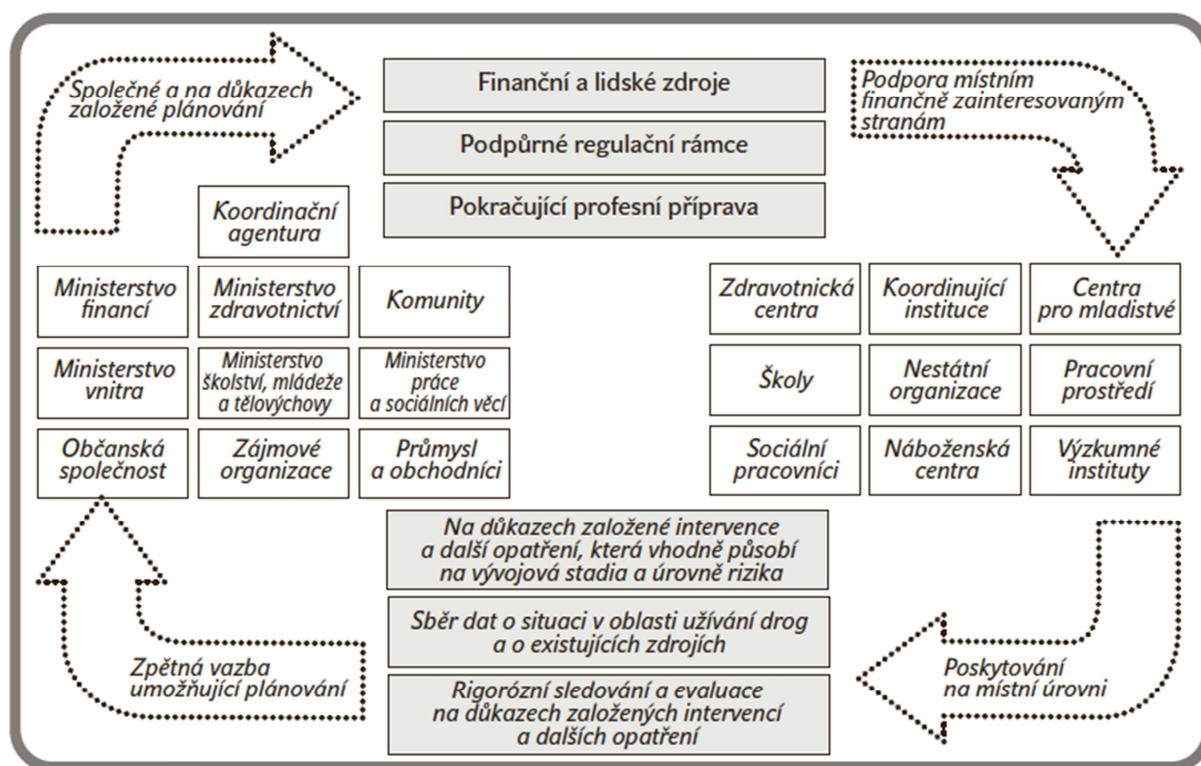 Společné a na důkazech
založené plánování
Finanční a lidské zdroje
Podpůrné regulační rámce
Pokračující profesní příprava
Podpora místním
finančně zainteresovaným
stranám
Koordinační
agentura
Ministerstvo
financí
Ministerstvo
zdravotnictví
Komunity
Ministerstvo
vnitra
Ministerstvo
školství, mládeže
a tělovýchovy
Ministerstvo
práce
a sociálních věcí
Občanská
společnost
Zájmové
organizace
Průmysl
a obchodníci
Zdravotnická
centra
Koordinující
instituce
Centra
pro mladistvé
Školy
Nestátní
organizace
Pracovní
prostředí
Sociální
pracovníci
Náboženská
centra
Výzkumné
instituty
Na důkazech založené intervence
a další opatření, která vhodně působí
na vývojová stadia a úrovně rizika
Sběr dat o situaci v oblasti užívání drog
a o existujících zdrojích
Rigorózní sledování a evaluace
na důkazech založených intervencí
a dalších opatření
Zpětná vazba
umožňující plánování
Poskytování
na místní úrovni